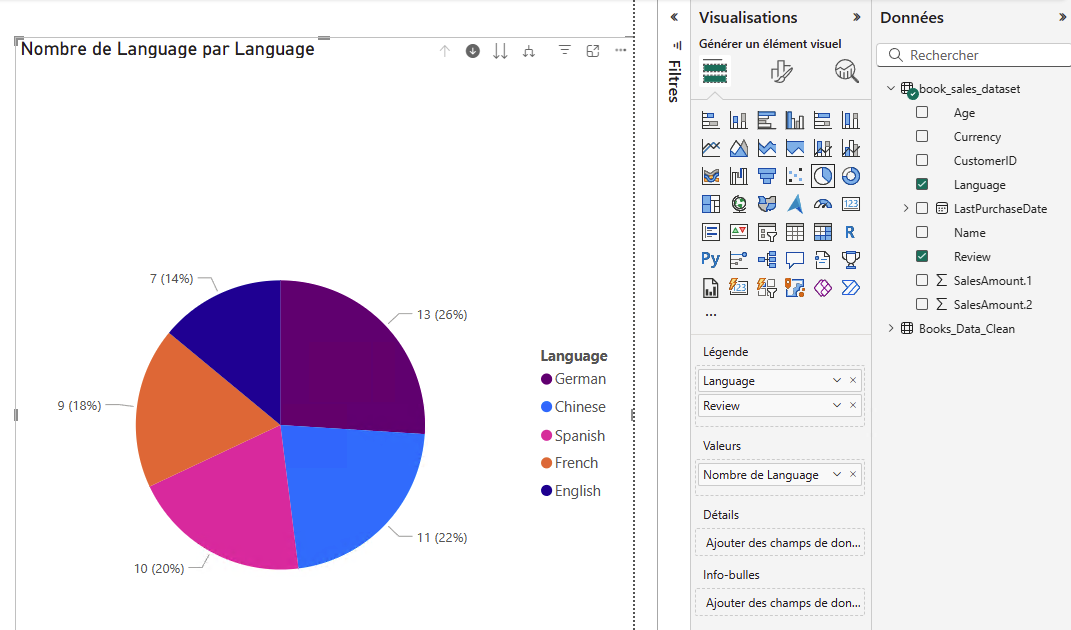 Nombre de Language par Language
7 (14%)
13 (26%)
9 (18%)
11 (22%)
10 (20%)
Language
German
Chinese
Spanish
French
English
Filtres
Visualisations
Générer un élément visuel
123
R
Py
123
...
Légende
Language
Review
Valeurs
Nombre de Language
Détails
Ajouter des champs de don...
Info-bulles
Ajouter des champs de don...
Données
Rechercher
book_sales_dataset
Age
Currency
CustomerID
Language
LastPurchaseDate
Name
Review
SalesAmount.1
SalesAmount.2
Books_Data_Clean